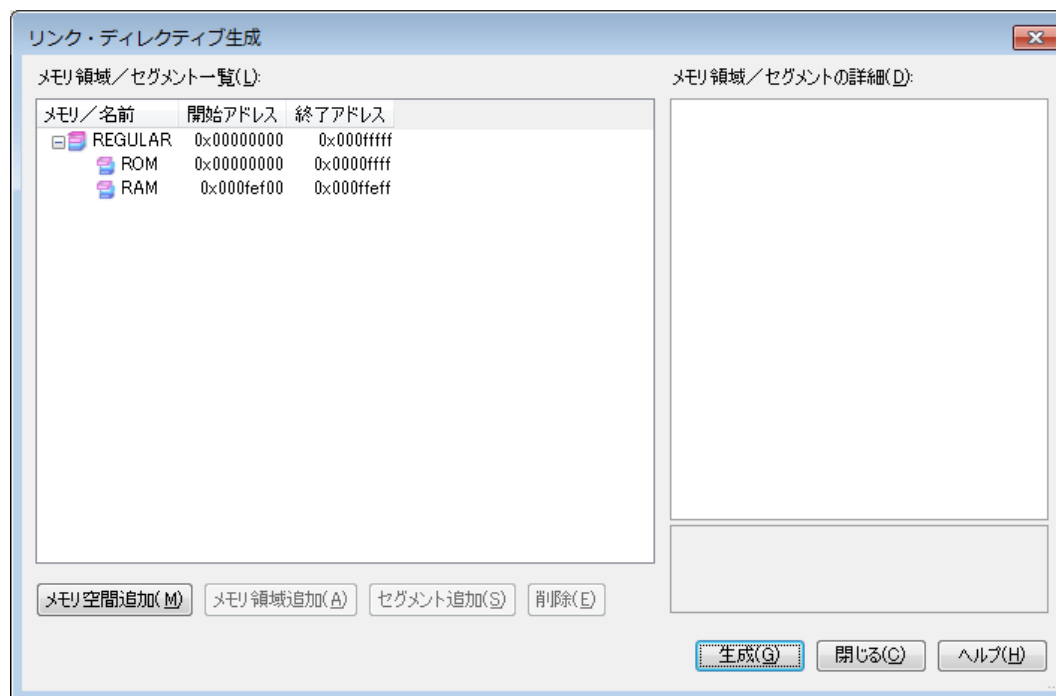 リンク・ディレクティブ生成
メモリ領域／セグメント一覧(L):
メモリ領域／セグメントの詳細(D):
メモリ／名前 開始アドレス 終了アドレス
REGULAR 0x00000000 0x000fffff
ROM 0x00000000 0x0000ffff
RAM 0x000fef00 0x000ffeff
メモリ空間追加(M) メモリ領域追加(A) セグメント追加(S) 削除(E)
生成(G) 閉じる(C) ヘルプ(H)